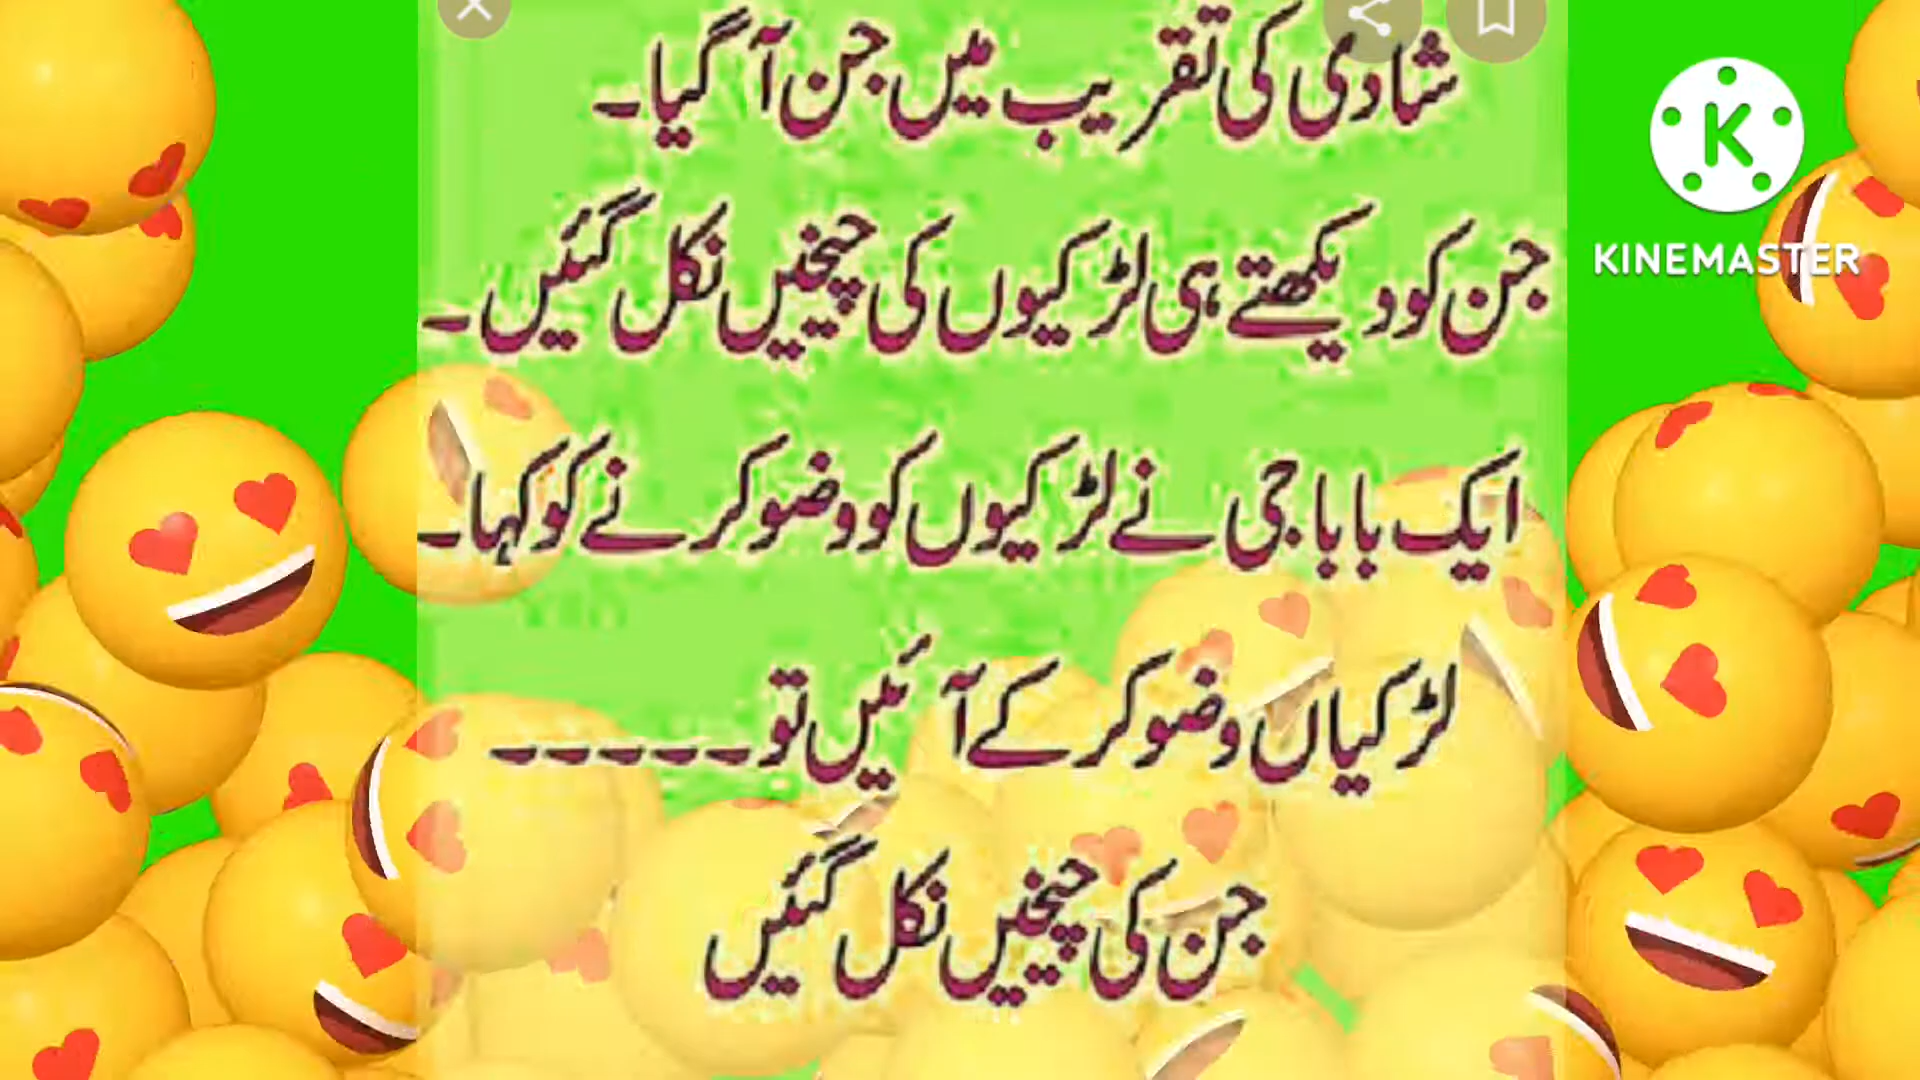 شادی کی تقریب میں جن آ گیا۔
جن کو دیکھتے ہی لڑکیوں کی چیخیں نکل گئیں۔
ایک بابا جی نے لڑکیوں کو وضو کرنے کو کہا۔
لڑکیاں وضو کر کے آئیں تو۔۔۔۔۔۔
جن کی چیخیں نکل گئیں
K
KINEMASTER